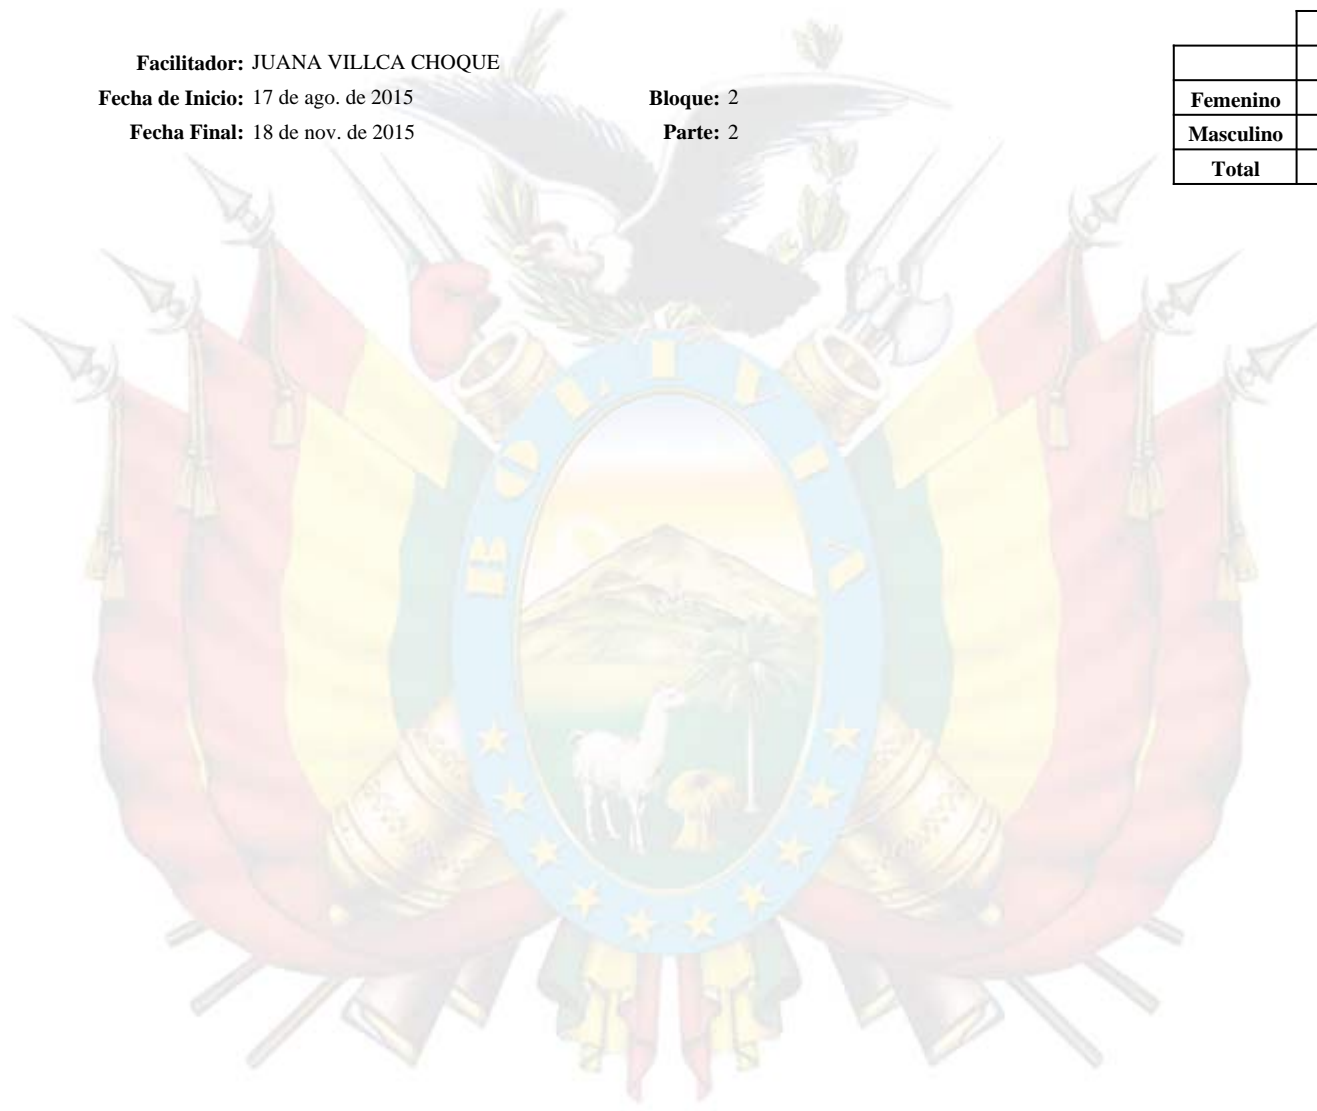 Facilitador: JUANA VILLCA CHOQUE
Fecha de Inicio: 17 de ago. de 2015 Bloque: 2
Fecha Final: 18 de nov. de 2015 Parte: 2
Femenino
Masculino
Total
BOLIVIA